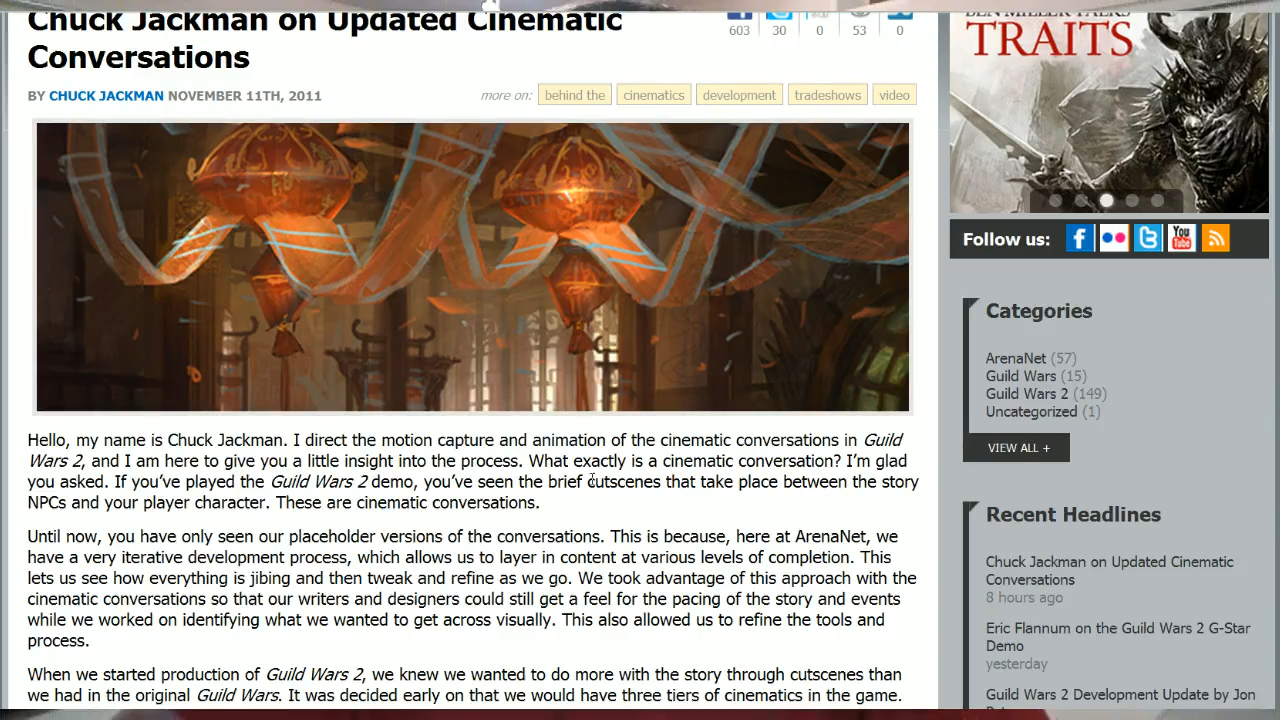 Chuck Jackman on Updated Cinematic
Conversations
603 30 0 53 0
BY CHUCK JACKMAN NOVEMBER 11TH, 2011
more on: behind the cinematics development tradeshows video
Hello, my name is Chuck Jackman. I direct the motion capture and animation of the cinematic conversations in Guild
Wars 2, and I am here to give you a little insight into the process. What exactly is a cinematic conversation? I'm glad
you asked. If you've played the Guild Wars 2 demo, you've seen the brief cutscenes that take place between the story
NPCs and your player character. These are cinematic conversations.
Until now, you have only seen our placeholder versions of the conversations. This is because, here at ArenaNet, we
have a very iterative development process, which allows us to layer in content at various levels of completion. This
lets us see how everything is jibing and then tweak and refine as we go. We took advantage of this approach with the
cinematic conversations so that our writers and designers could still get a feel for the pacing of the story and events
while we worked on identifying what we wanted to get across visually. This also allowed us to refine the tools and
process.
When we started production of Guild Wars 2, we knew we wanted to do more with the story through cutscenes than
we had in the original Guild Wars. It was decided early on that we would have three tiers of cinematics in the game.
BEN MILLER TALKS
TRAITS
Follow us:
You
Tube
Categories
ArenaNet (57)
Guild Wars (15)
Guild Wars 2 (149)
Uncategorized (1)
VIEW ALL +
Recent Headlines
Chuck Jackman on Updated Cinematic
Conversations
8 hours ago
Eric Flannum on the Guild Wars 2 G-Star
Demo
yesterday
Guild Wars 2 Development Update by Jon